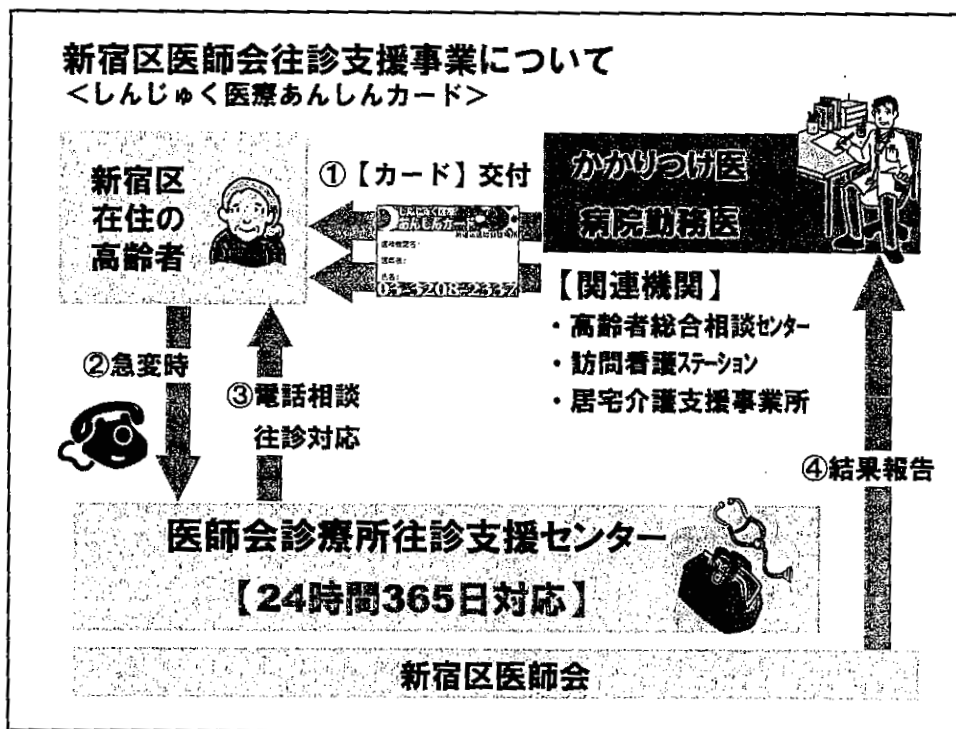 新宿区医師会往診支援事業について
<しんじゅく医療あんしんカード>
新宿区
在住の
高齢者
①【カード】交付
かかりつけ医
病院勤務医
医療機関名:
氏名:
【関連機関】
・高齢者総合相談センター
・訪問看護ステーション
・居宅介護支援事業所
②急変時
③電話相談
往診対応
④結果報告
医師会診療所往診支援センター
【24時間365日対応】
新宿区医師会